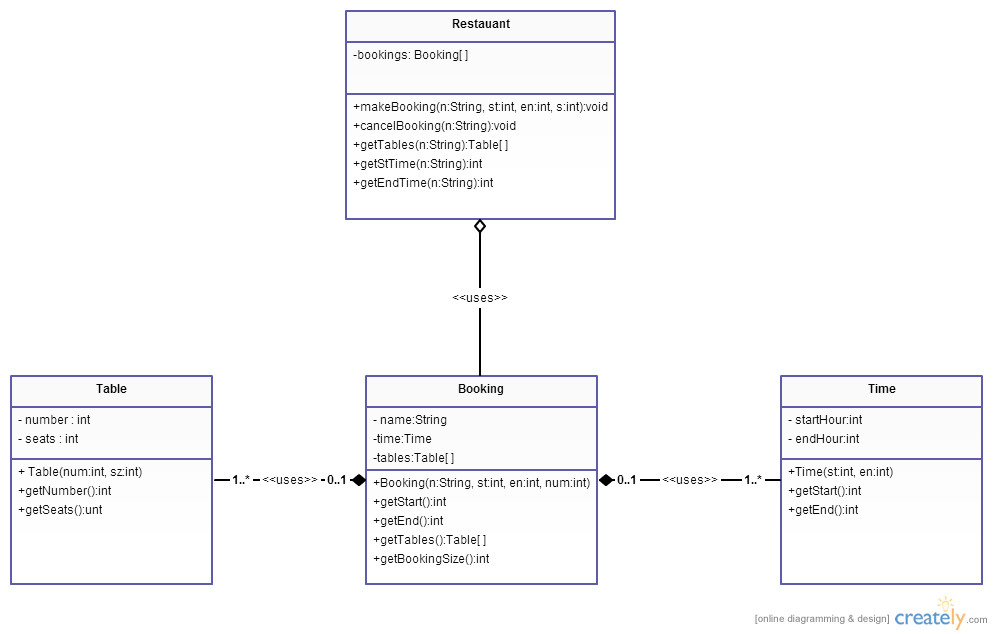 Restauant
-bookings: Booking[ ]
+makeBooking(n:String, st:int, en:int, s:int):void
+cancelBooking(n:String):void
+getTables(n:String):Table[ ]
+getStTime(n:String):int
+getEndTime(n:String):int
<<uses>>
Table
- number : int
- seats : int
+ Table(num:int, sz:int)
+getNumber():int
+getSeats():unt
1..* <<uses>> 0..1
Booking
- name:String
-time:Time
-tables:Table[ ]
+Booking(n:String, st:int, en:int, num:int)
+getStart():int
+getEnd():int
+getTables():Table[ ]
+getBookingSize():int
0..1 <<uses>> 1..*
Time
- startHour:int
- endHour:int
+Time(st:int, en:int)
+getStart():int
+getEnd():int
[online diagramming & design] creately.com